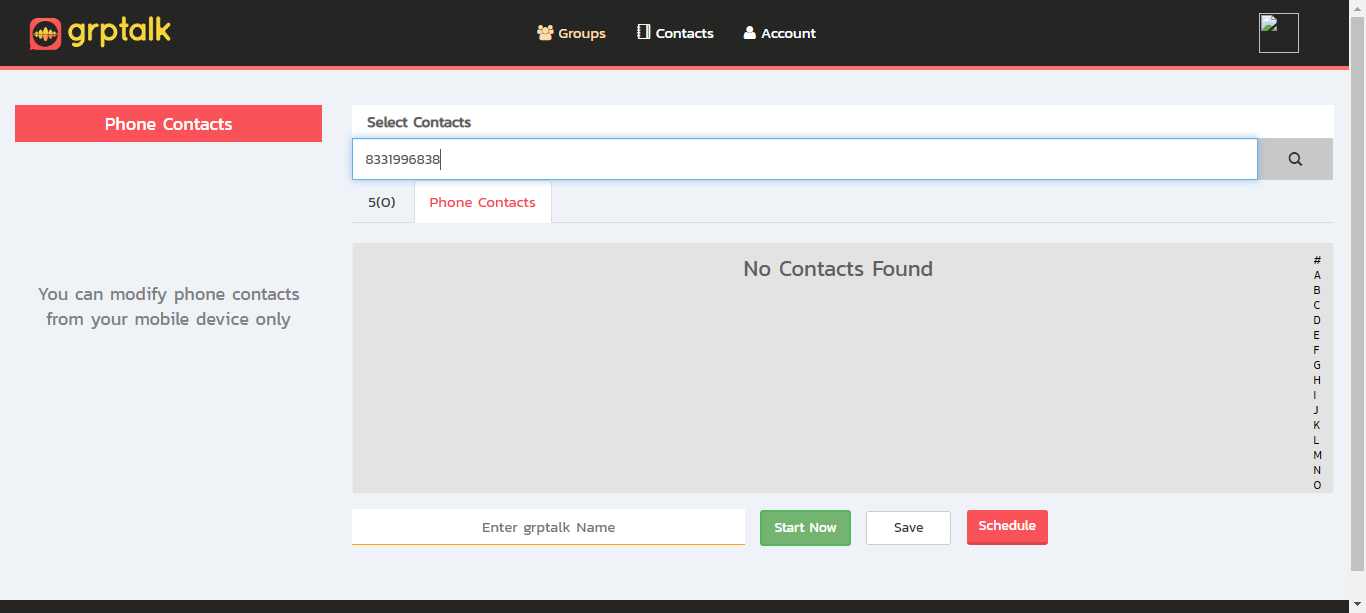 grptalk
Groups Contacts Account
Phone Contacts
Select Contacts
8331996838
5(0) Phone Contacts
You can modify phone contacts
from your mobile device only
No Contacts Found
#
A
B
C
D
E
F
G
H
I
J
K
L
M
N
O
Enter grptalk Name
Start Now
Save
Schedule